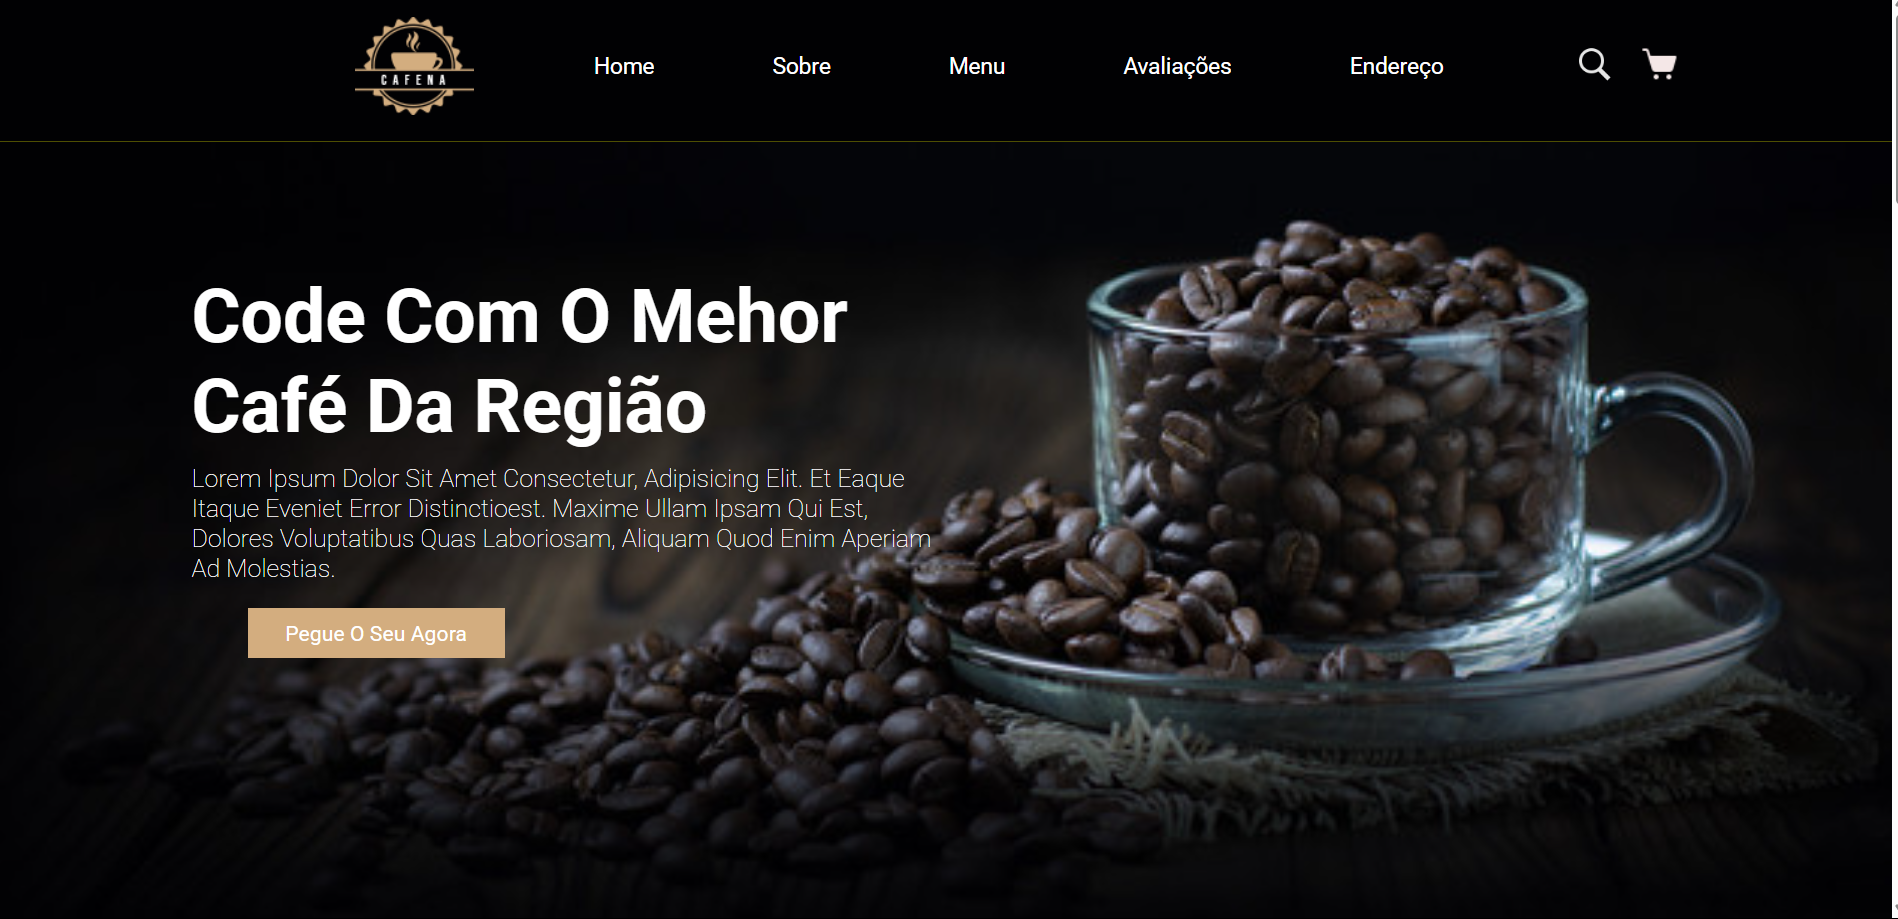 CAFENA
Home
Sobre
Menu
Avaliações
Endereço
Code Com O Mehor
Café Da Região
Lorem Ipsum Dolor Sit Amet Consectetur, Adipisicing Elit. Et Eaque
Itaque Eveniet Error Distinctioest. Maxime Ullam Ipsam Qui Est,
Dolores Voluptatibus Quas Laboriosam, Aliquam Quod Enim Aperiam
Ad Molestias.
Pegue O Seu Agora